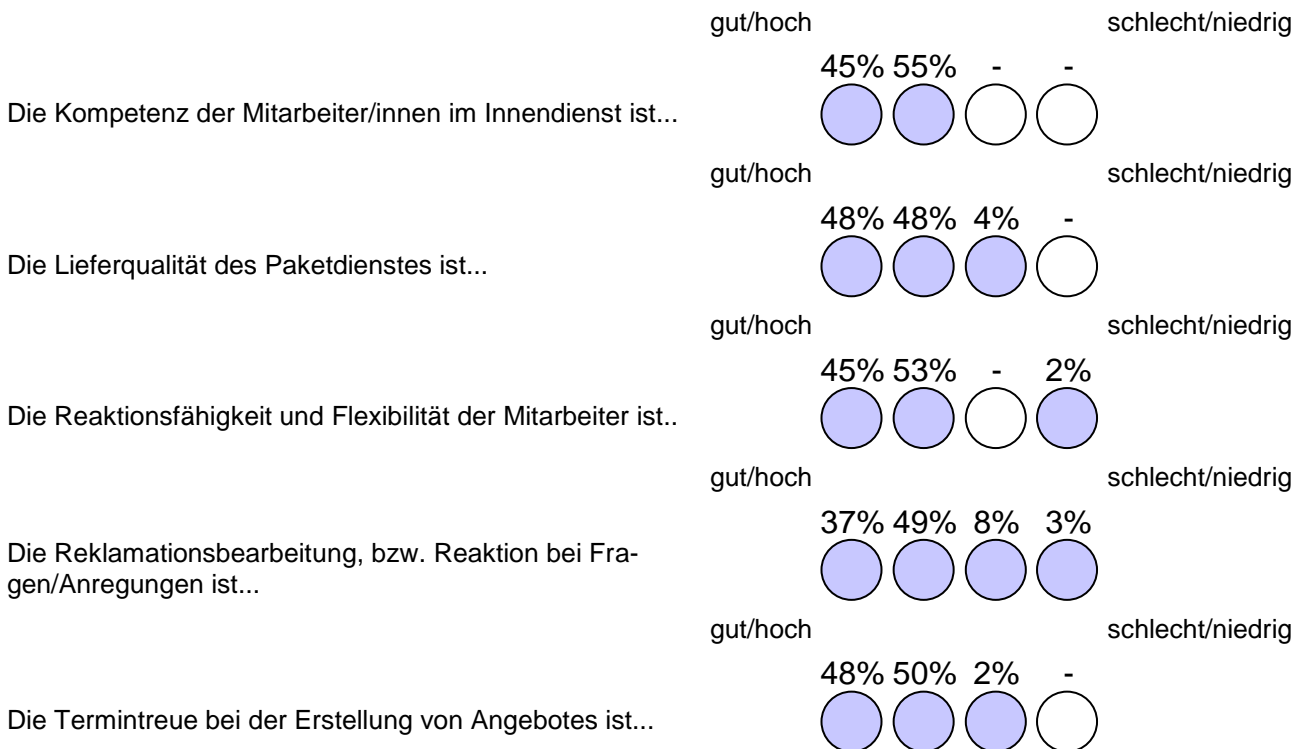 gut/hoch schlecht/niedrig
45% 55% - -
Die Kompetenz der Mitarbeiter/innen im Innendienst ist...
gut/hoch schlecht/niedrig
48% 48% 4% -
Die Lieferqualität des Paketdienstes ist...
gut/hoch schlecht/niedrig
45% 53% - 2%
Die Reaktionsfähigkeit und Flexibilität der Mitarbeiter ist..
gut/hoch schlecht/niedrig
37% 49% 8% 3%
Die Reklamationsbearbeitung, bzw. Reaktion bei Fra-
gen/Anregungen ist...
gut/hoch schlecht/niedrig
48% 50% 2% -
Die Termintreue bei der Erstellung von Angebotes ist...